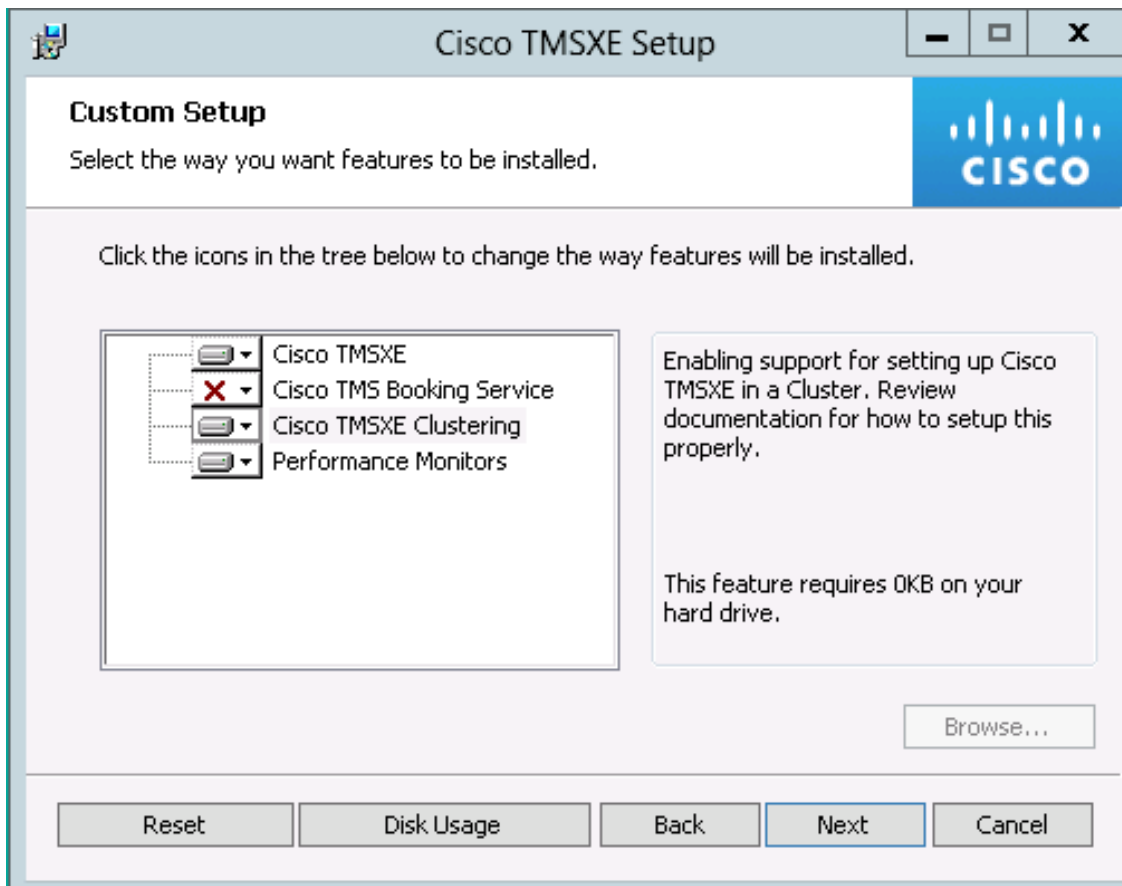 Cisco TMSXE Setup
Custom Setup
Select the way you want features to be installed.
CISCO
Click the icons in the tree below to change the way features will be installed.
Cisco TMSXE
Cisco TMS Booking Service
Cisco TMSXE Clustering
Performance Monitors
Enabling support for setting up Cisco
TMSXE in a Cluster. Review
documentation for how to setup this
properly.
This feature requires 0KB on your
hard drive.
Browse...
Reset
Disk Usage
Back
Next
Cancel